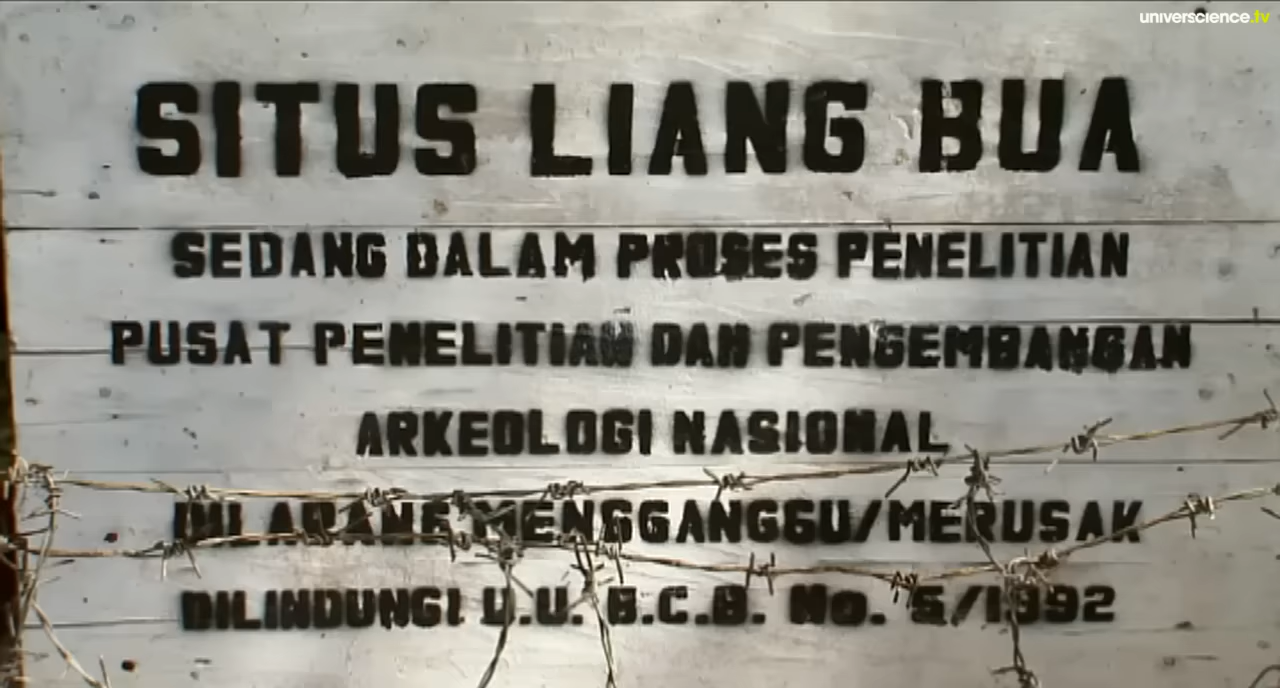 universcience.tv
SITUS LIANG BUA
SEDANG DALAM PROSES PENELITIAN
PUSAT PENELITIAN DAN PENGEMBANGAN
ARKEOLOGI NASIONAL
DILARANG MENGGANGGU/MERUSAK
DILINDUNGI U.U. B.C.B. No. 5/1992